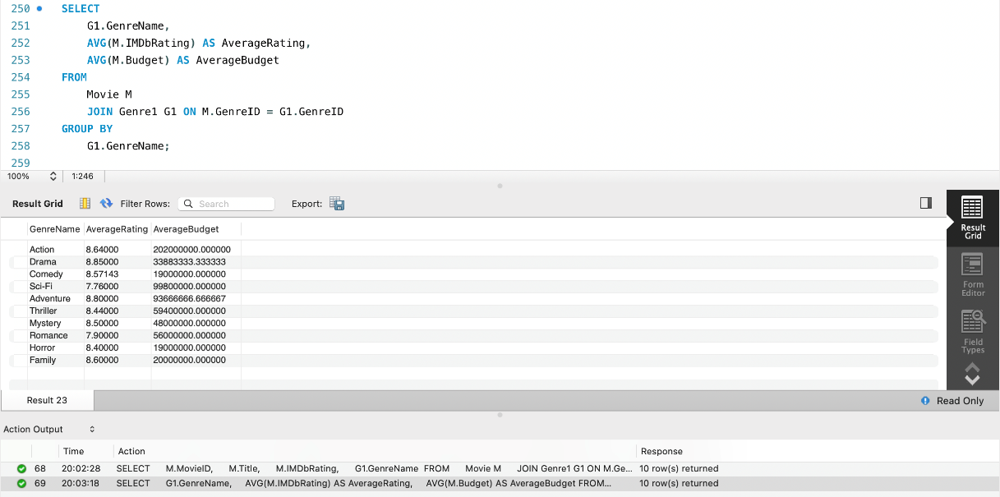 250 SELECT
251 G1.GenreName,
252 AVG(M.IMDbRating) AS AverageRating,
253 AVG(M.Budget) AS AverageBudget
254 FROM
255 Movie M
256 JOIN Genre1 G1 ON M.GenreID = G1.GenreID
257 GROUP BY
258 G1.GenreName;
259
100% 1:246
Result Grid Filter Rows: Search Export:
GenreName AverageRating AverageBudget
Action 8.64000 202000000.000000
Drama 8.85000 33883333.333333
Comedy 8.57143 19000000.000000
Sci-Fi 7.76000 99800000.000000
Adventure 8.80000 93666666.666667
Thriller 8.44000 59400000.000000
Mystery 8.50000 48000000.000000
Romance 7.90000 56000000.000000
Horror 8.40000 19000000.000000
Family 8.60000 20000000.000000
Result
Grid
Form
Editor
Field
Types
Result 23 Read Only
Action Output
Time Action Response
68 20:02:28 SELECT M.MovieID, M.Title, M.IMDbRating, G1.GenreName FROM Movie M JOIN Genre1 G1 ON M.Ge... 10 row(s) returned
69 20:03:18 SELECT G1.GenreName, AVG(M.IMDbRating) AS AverageRating, AVG(M.Budget) AS AverageBudget FROM... 10 row(s) returned